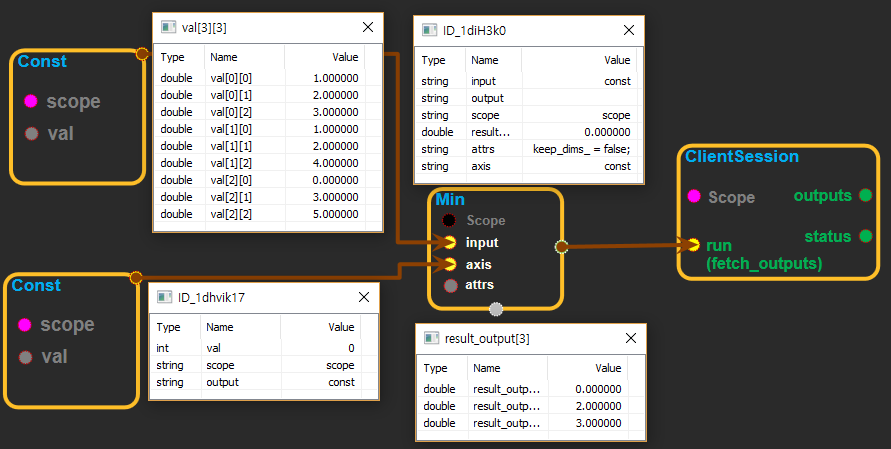 Const
scope
val
val[3][3]
Type Name Value
double val[0][0] 1.000000
double val[0][1] 2.000000
double val[0][2] 3.000000
double val[1][0] 1.000000
double val[1][1] 2.000000
double val[1][2] 4.000000
double val[2][0] 0.000000
double val[2][1] 3.000000
double val[2][2] 5.000000
ID_1diH3k0
Type Name Value
string input const
string output
string scope scope
double result... 0.000000
string attrs keep_dims_ = false;
string axis const
Min
Scope
input
axis
attrs
ClientSession
Scope
outputs
status
run
(fetch_outputs)
Const
scope
val
ID_1dhvik17
Type Name Value
int val 0
string scope scope
string output const
result_output[3]
Type Name Value
double result_outp... 0.000000
double result_outp... 2.000000
double result_outp... 3.000000